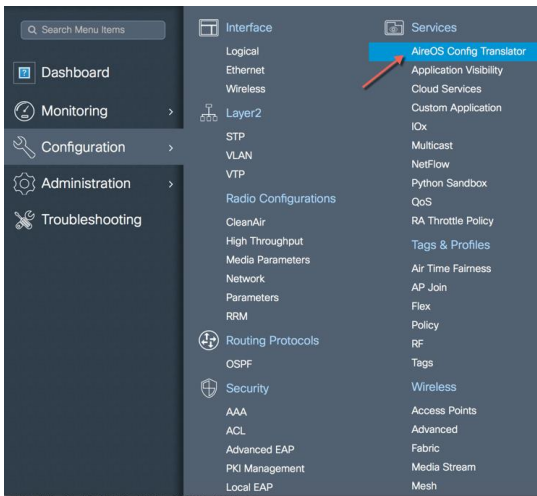 Search Menu Items
Dashboard
Monitoring
Configuration
Administration
Troubleshooting
Interface
Logical
Ethernet
Wireless
Layer2
STP
VLAN
VTP
Radio Configurations
CleanAir
High Throughput
Media Parameters
Network
Parameters
RRM
Routing Protocols
OSPF
Security
AAA
ACL
Advanced EAP
PKI Management
Local EAP
Services
AireOS Config Translator
Application Visibility
Cloud Services
Custom Application
IOx
Multicast
NetFlow
Python Sandbox
QoS
RA Throttle Policy
Tags & Profiles
Air Time Fairness
AP Join
Flex
Policy
RF
Tags
Wireless
Access Points
Advanced
Fabric
Media Stream
Mesh